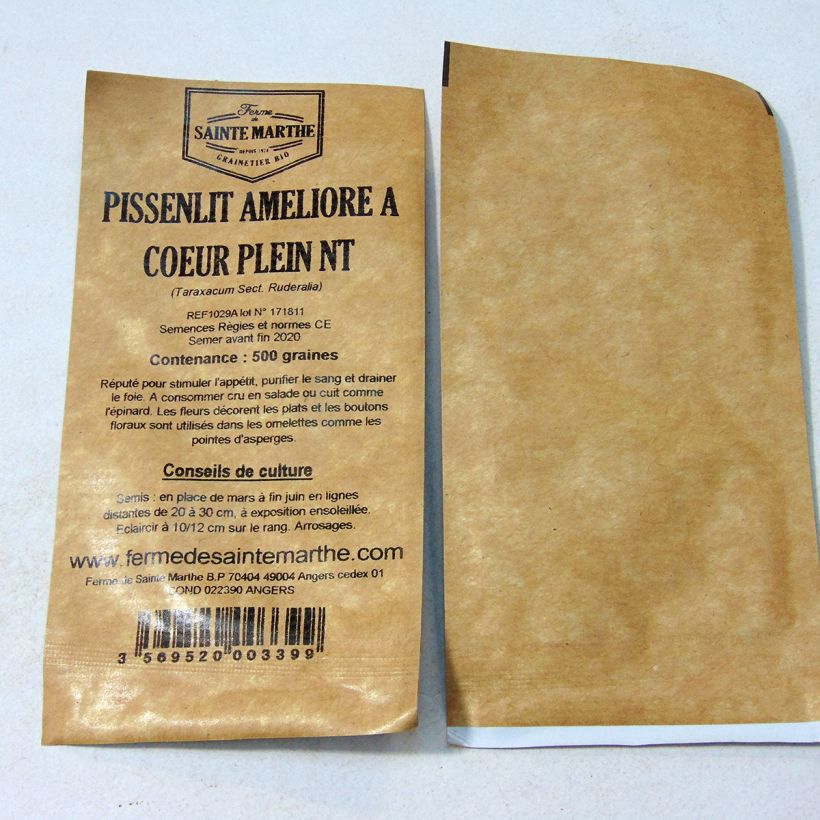 Ferme
de
SAINTE MARTHE
DEPUIS 1974
GRAINETIER BIO
PISSENLIT AMELIORE A
COEUR PLEIN NT
(Taraxacum Sect. Ruderalia)
REF1029A lot N° 171811
Semences Règies et normes CE
Semer avant fin 2020
Contenance : 500 graines
Réputé pour stimuler l'appétit, purifier le sang et drainer
le foie. A consommer cru en salade ou cuit comme
l'épinard. Les fleurs décorent les plats et les boutons
floraux sont utilisés dans les omelettes comme les
pointes d'asperges.
Conseils de culture
Semis : en place de mars à fin juin en lignes
distantes de 20 à 30 cm, à exposition ensoleillée.
Eclaircir à 10/12 cm sur le rang. Arrosages.
www.fermedesaintemarthe.com
Ferme de Sainte Marthe B.P 70404 49004 Angers cedex 01
COND 022390 ANGERS
3 569520 003399